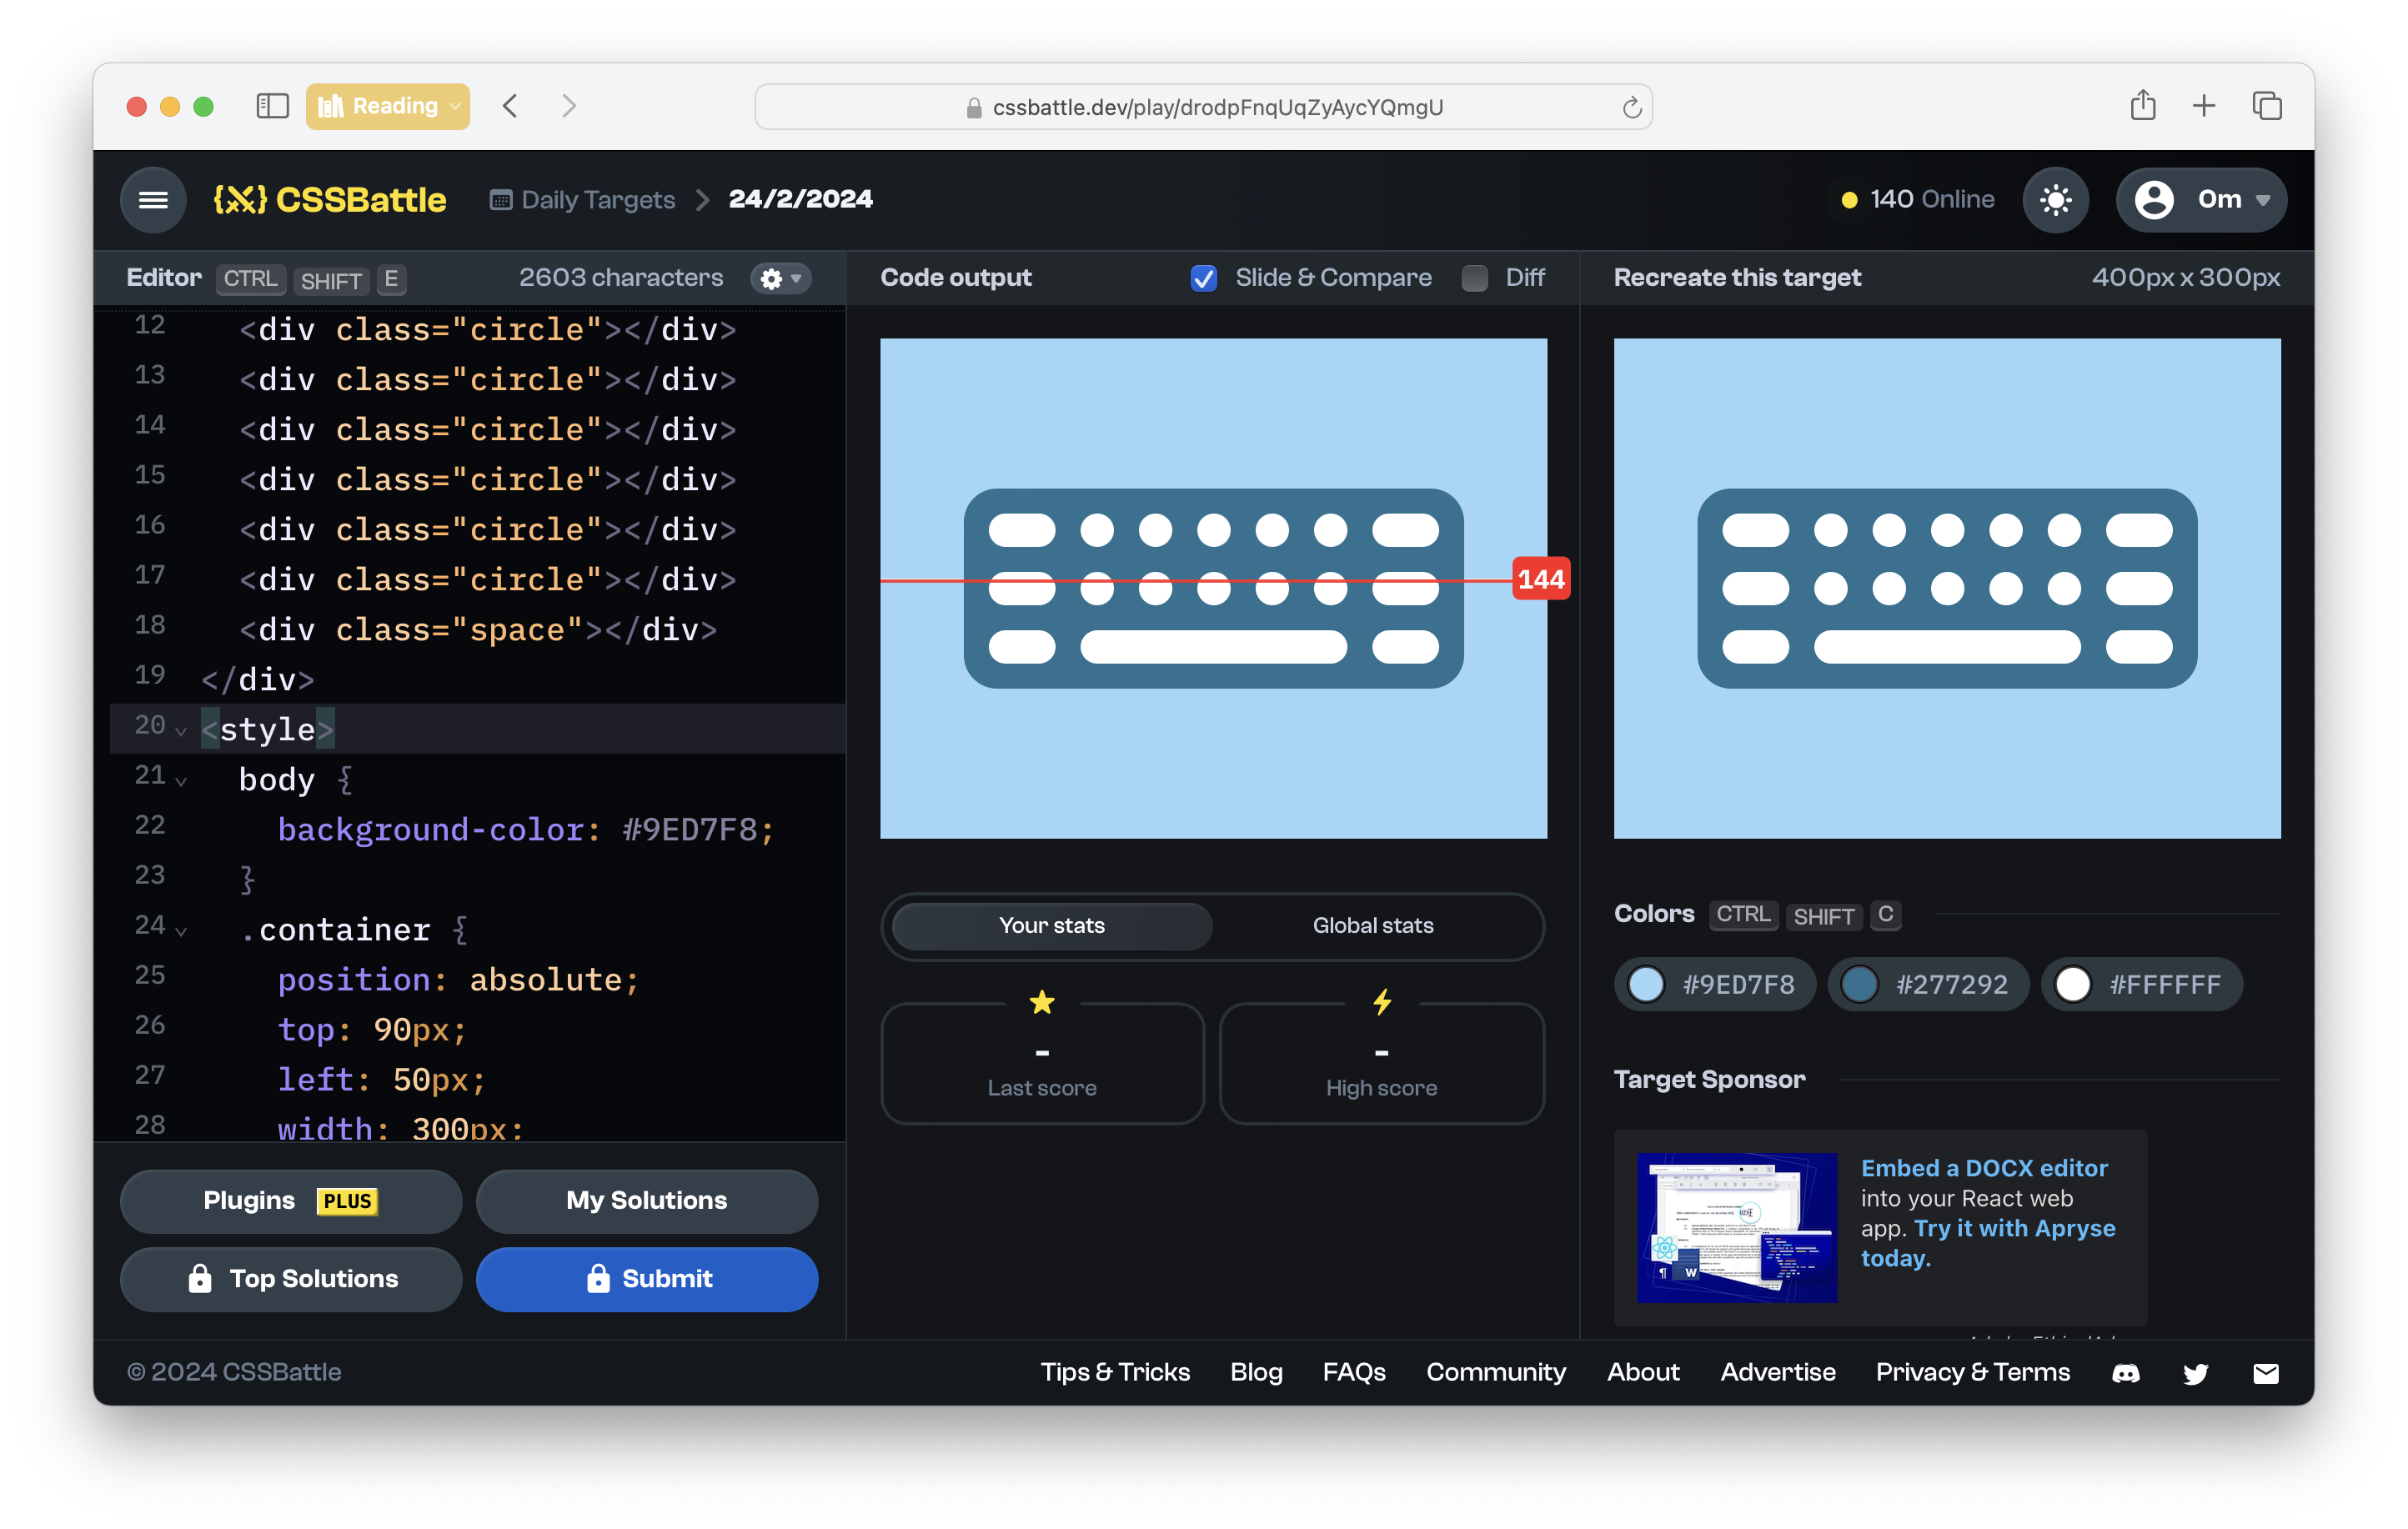 Reading
cssbattle.dev/play/drodpFnqUqZyAycYQmgU
{X} CSSBattle
Daily Targets
24/2/2024
140 Online
0m
Editor CTRL SHIFT E
2603 characters
12 <div class="circle"></div>
13 <div class="circle"></div>
14 <div class="circle"></div>
15 <div class="circle"></div>
16 <div class="circle"></div>
17 <div class="circle"></div>
18 <div class="space"></div>
19 </div>
20 <style>
21 body {
22 background-color: #9ED7F8;
23 }
24 .container {
25 position: absolute;
26 top: 90px;
27 left: 50px;
28 width: 300px;
Plugins PLUS
My Solutions
Top Solutions
Submit
Code output
Slide & Compare
Diff
144
Your stats
Global stats
-
Last score
-
High score
Recreate this target
400px x 300px
Colors CTRL SHIFT C
#9ED7F8
#277292
#FFFFFF
Target Sponsor
Embed a DOCX editor
into your React web
app. Try it with Apryse
today.
W
© 2024 CSSBattle
Tips & Tricks
Blog
FAQs
Community
About
Advertise
Privacy & Terms